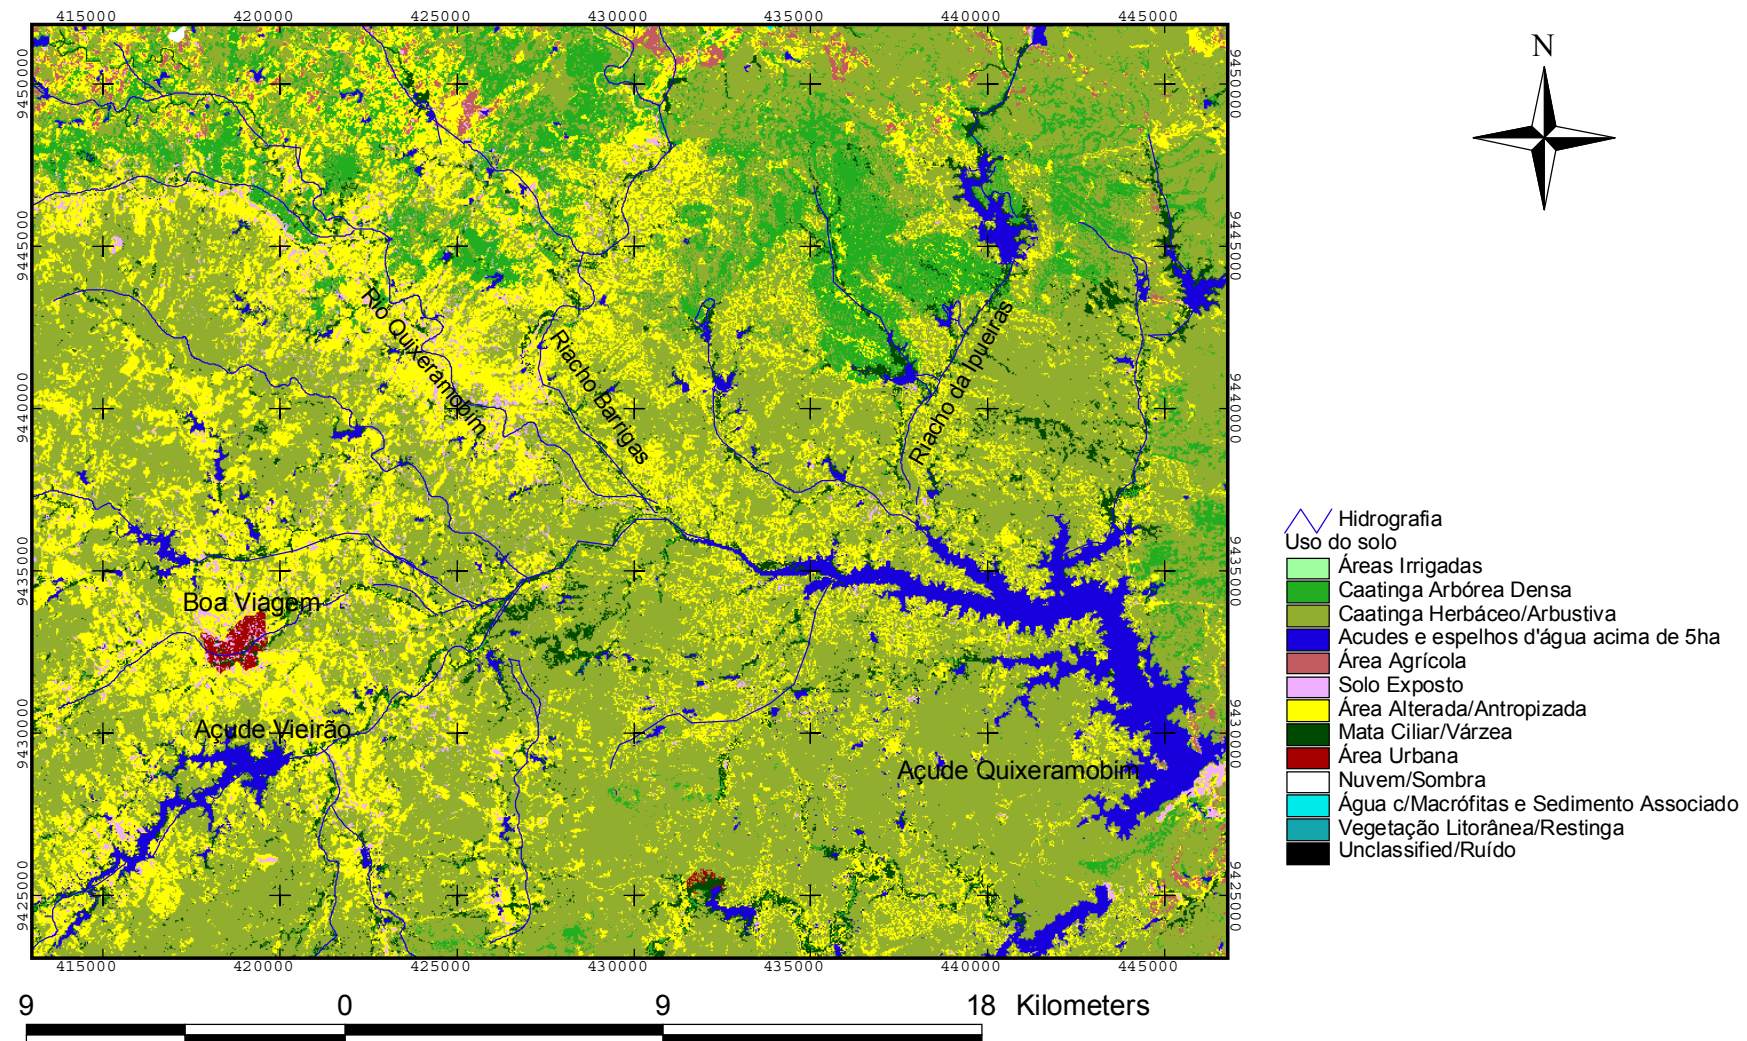 415000 420000 425000 430000 435000 440000 445000
N
9450000 9450000
9445000 9445000
Rio Quixeramobim
Riacho Barrigas
Riacho da Ipueiras
9440000 9440000
Hidrografia
Uso do solo
Áreas Irrigadas
Caatinga Arbórea Densa
Caatinga Herbáceo/Arbustiva
Acudes e espelhos d'água acima de 5ha
Área Agrícola
Solo Exposto
Área Alterada/Antropizada
Mata Ciliar/Várzea
Área Urbana
Nuvem/Sombra
Água c/Macrófitas e Sedimento Associado
Vegetação Litorânea/Restinga
Unclassified/Ruído
9435000 9435000
Boa Viagem
Açude Vieirão
9430000 9430000
Açude Quixeramobim
9425000 9425000
415000 420000 425000 430000 435000 440000 445000
9 0 9 18 Kilometers